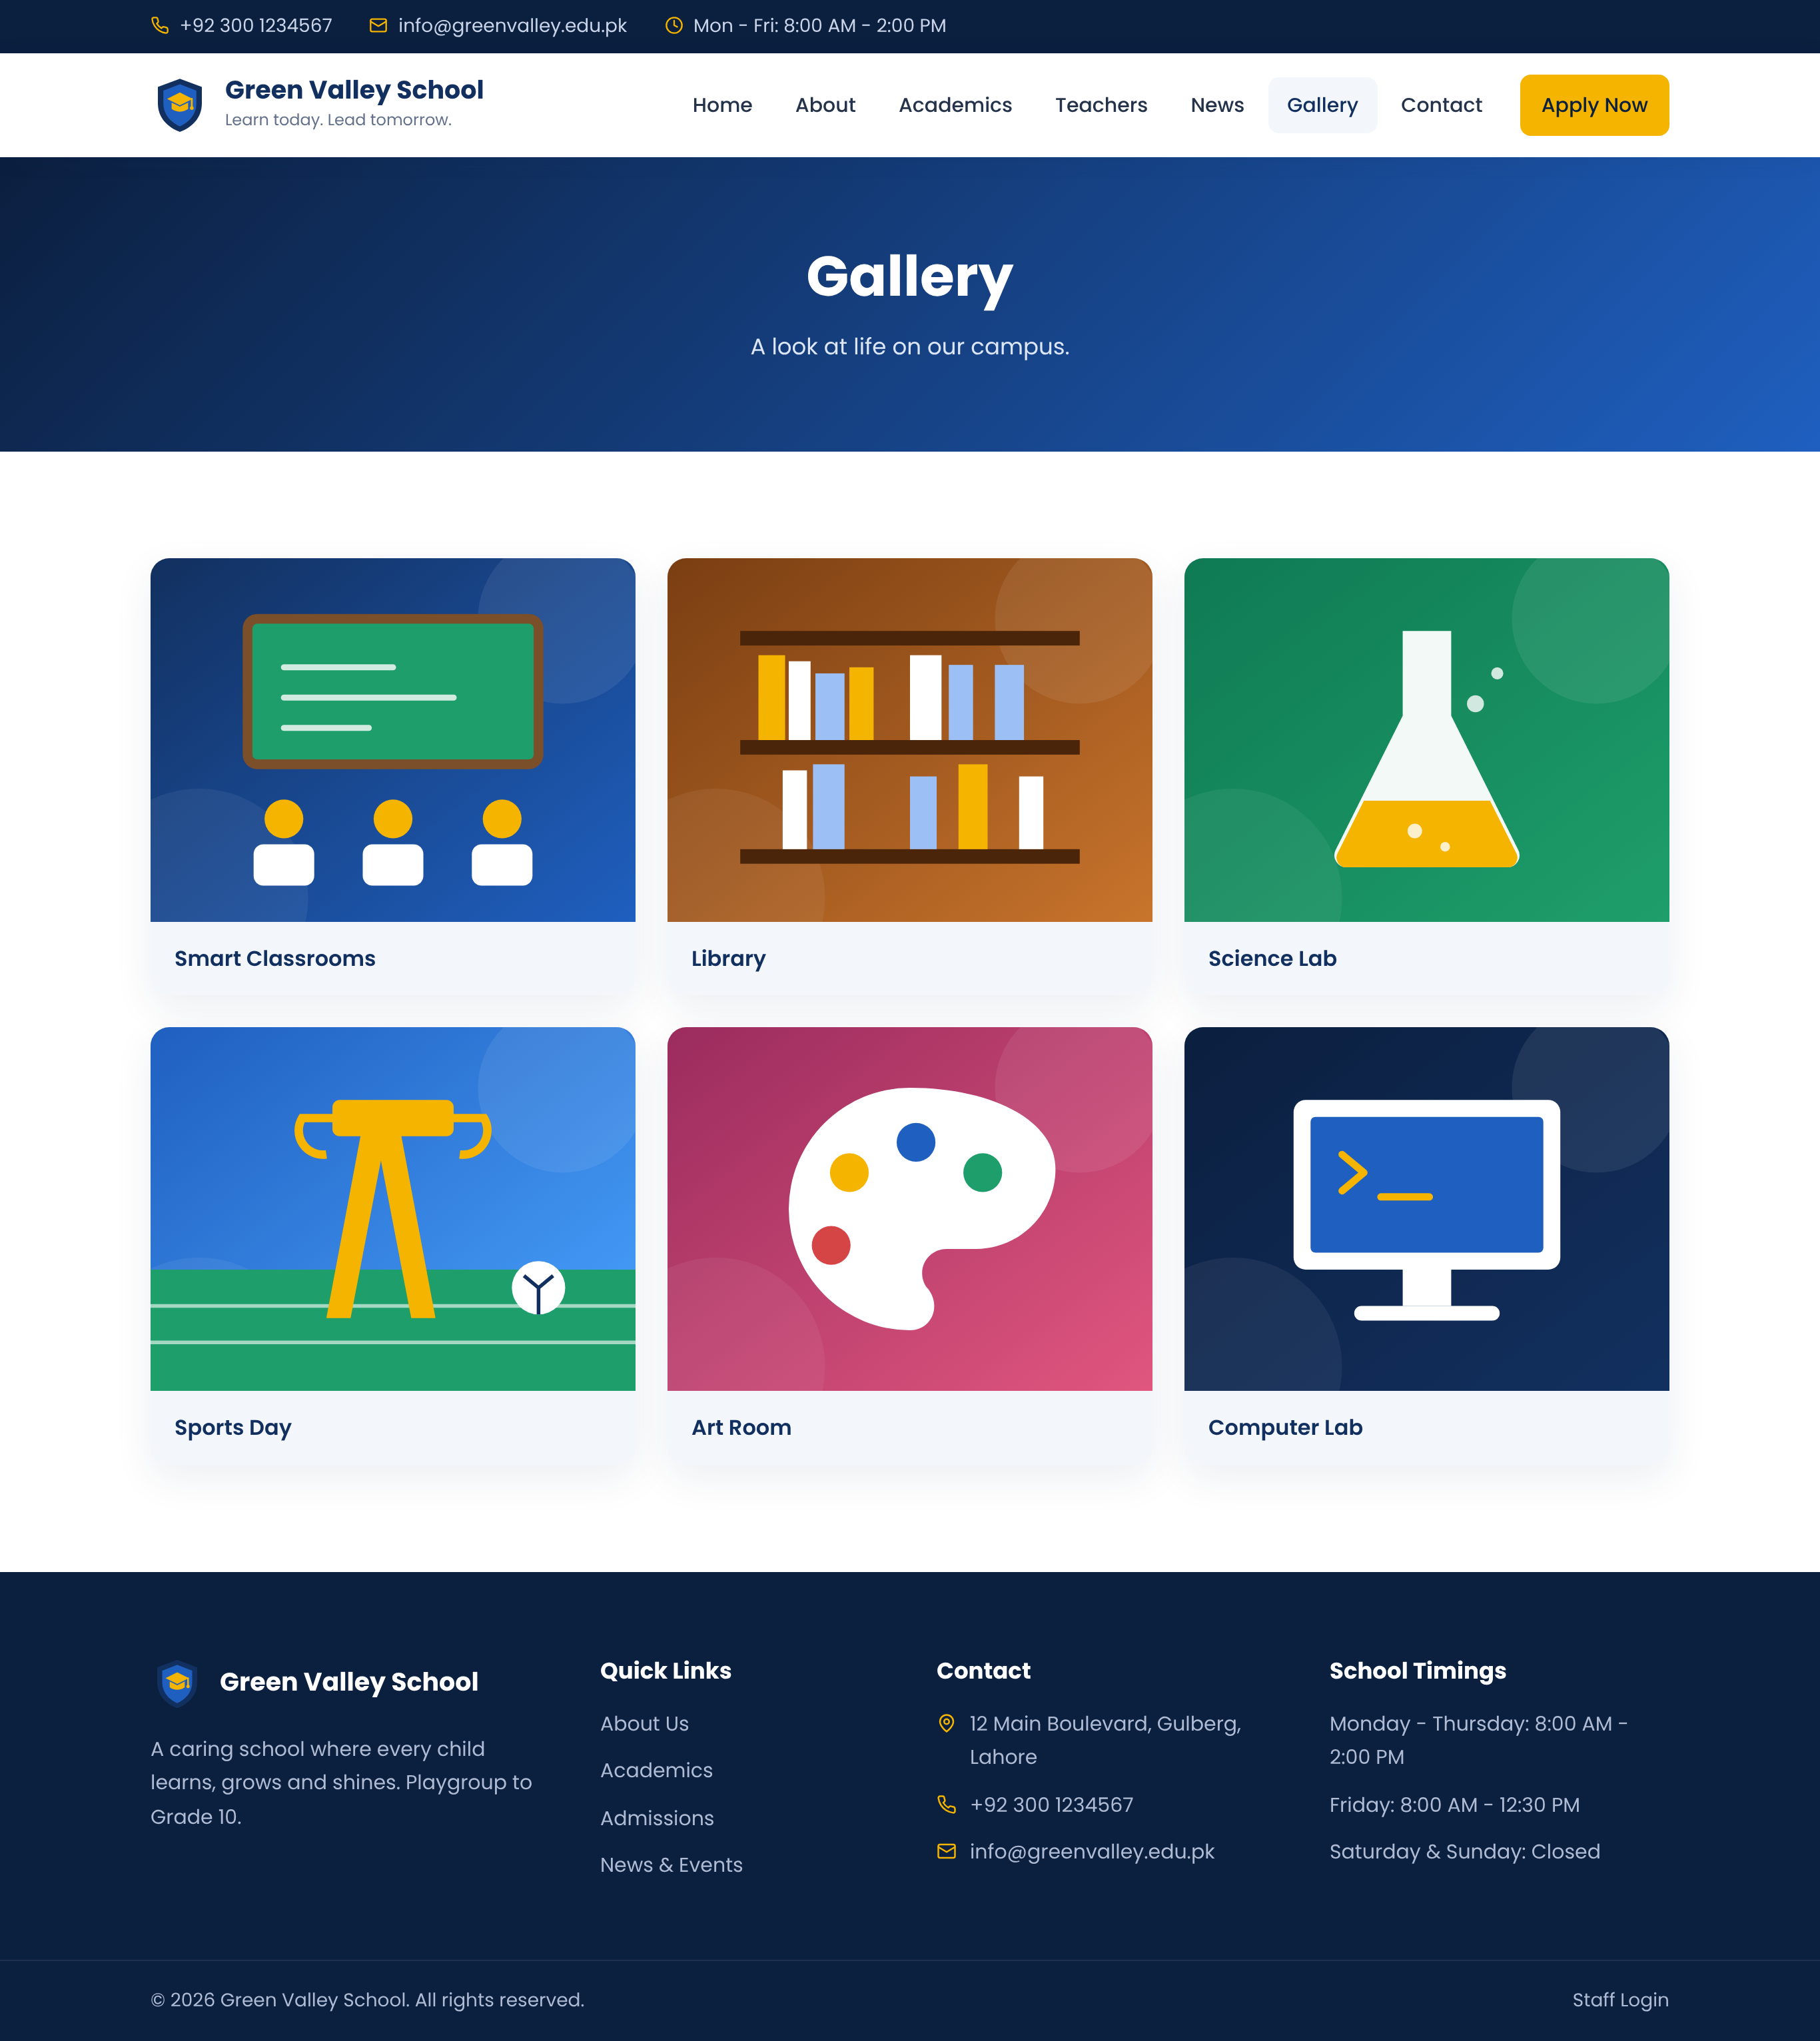 +92 300 1234567
info@greenvalley.edu.pk
Mon - Fri: 8:00 AM - 2:00 PM
Green Valley School
Learn today. Lead tomorrow.
Home
About
Academics
Teachers
News
Gallery
Contact
Apply Now
Gallery
A look at life on our campus.
Smart Classrooms
Library
Science Lab
Sports Day
Art Room
Computer Lab
Green Valley School
A caring school where every child
learns, grows and shines. Playgroup to
Grade 10.
Quick Links
About Us
Academics
Admissions
News & Events
Contact
12 Main Boulevard, Gulberg,
Lahore
+92 300 1234567
info@greenvalley.edu.pk
School Timings
Monday - Thursday: 8:00 AM -
2:00 PM
Friday: 8:00 AM - 12:30 PM
Saturday & Sunday: Closed
© 2026 Green Valley School. All rights reserved.
Staff Login